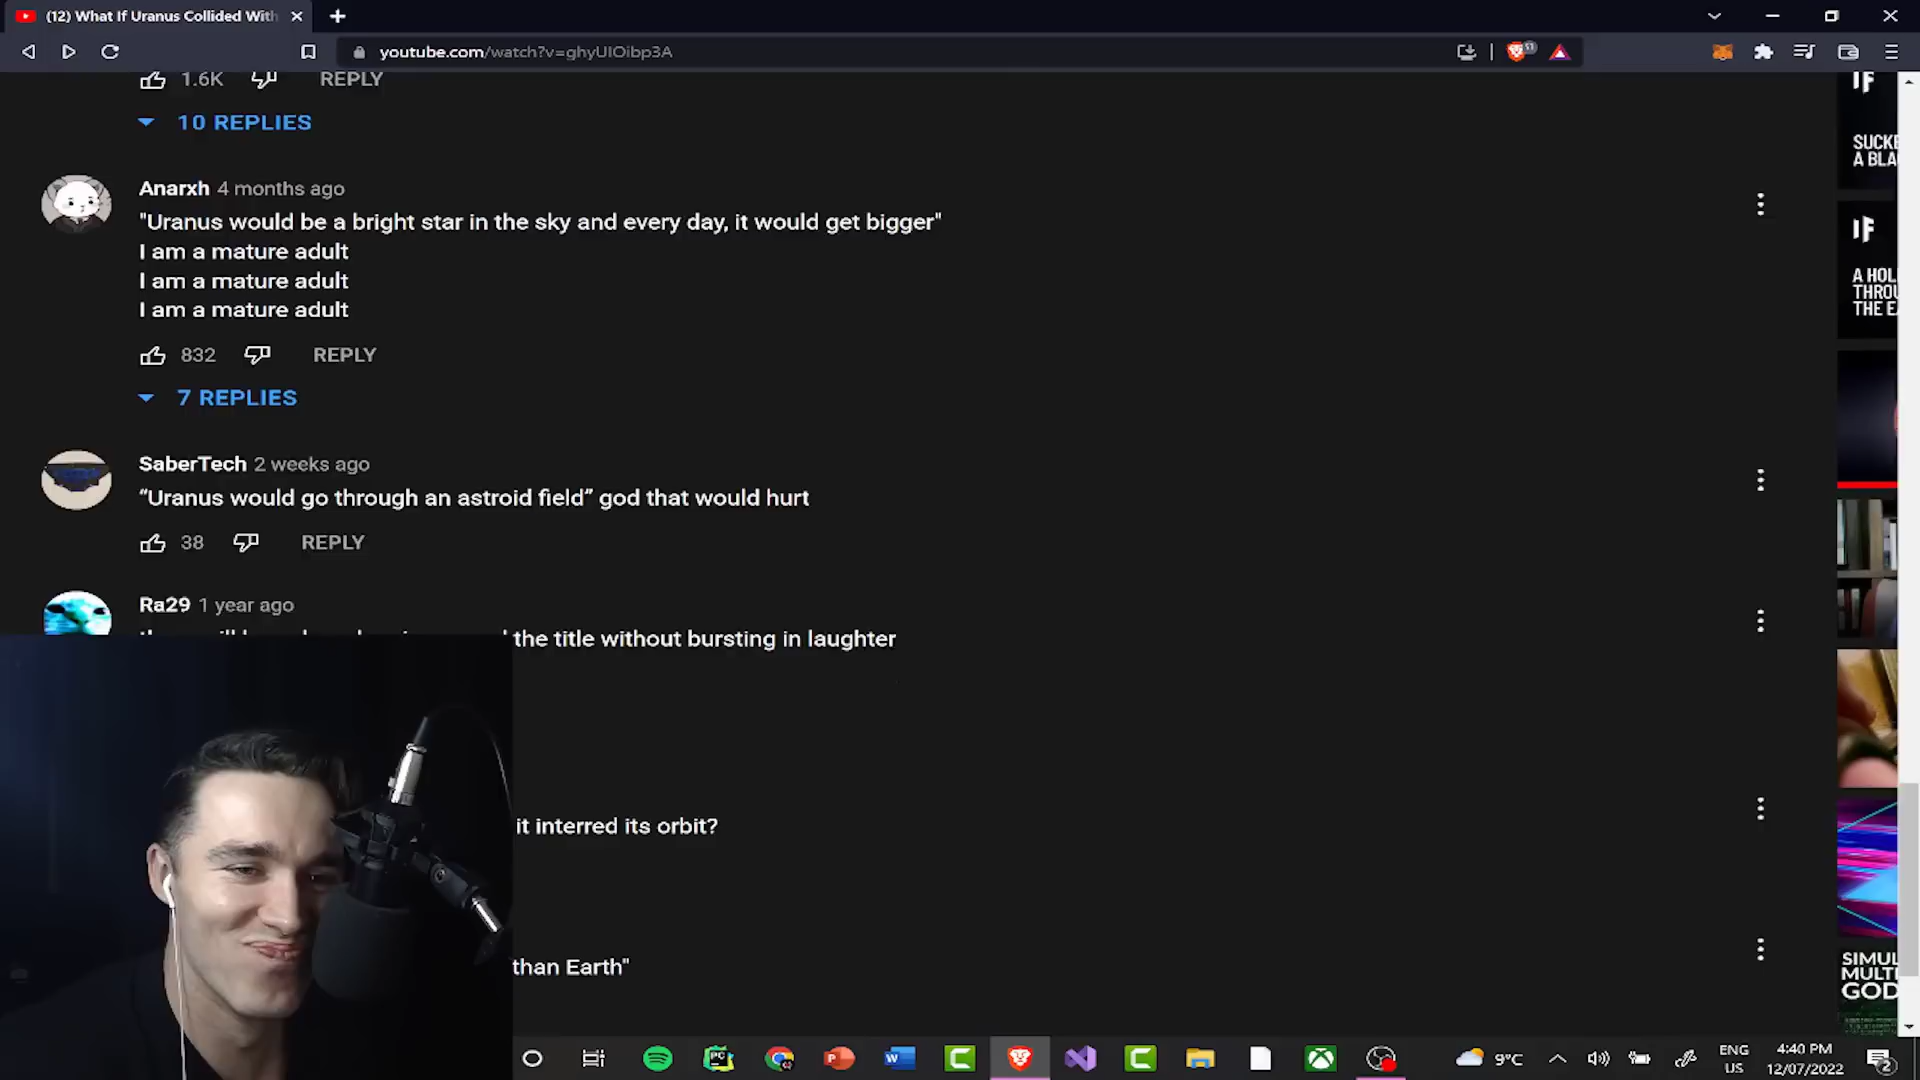 (12) What If Uranus Collided With
youtube.com/watch?v=ghyUIOibp3A
1.6K REPLY
10 REPLIES
Anarxh 4 months ago
"Uranus would be a bright star in the sky and every day, it would get bigger"
I am a mature adult
I am a mature adult
I am a mature adult
832 REPLY
7 REPLIES
SaberTech 2 weeks ago
“Uranus would go through an astroid field” god that would hurt
38 REPLY
Ra29 1 year ago
the title without bursting in laughter
it interred its orbit?
than Earth"
IF
SUCKE
A BLA
IF
A HOL
THROU
THE EA
SIMUL
MULT
GOD
9°C
ENG
US
4:40 PM
12/07/2022
2